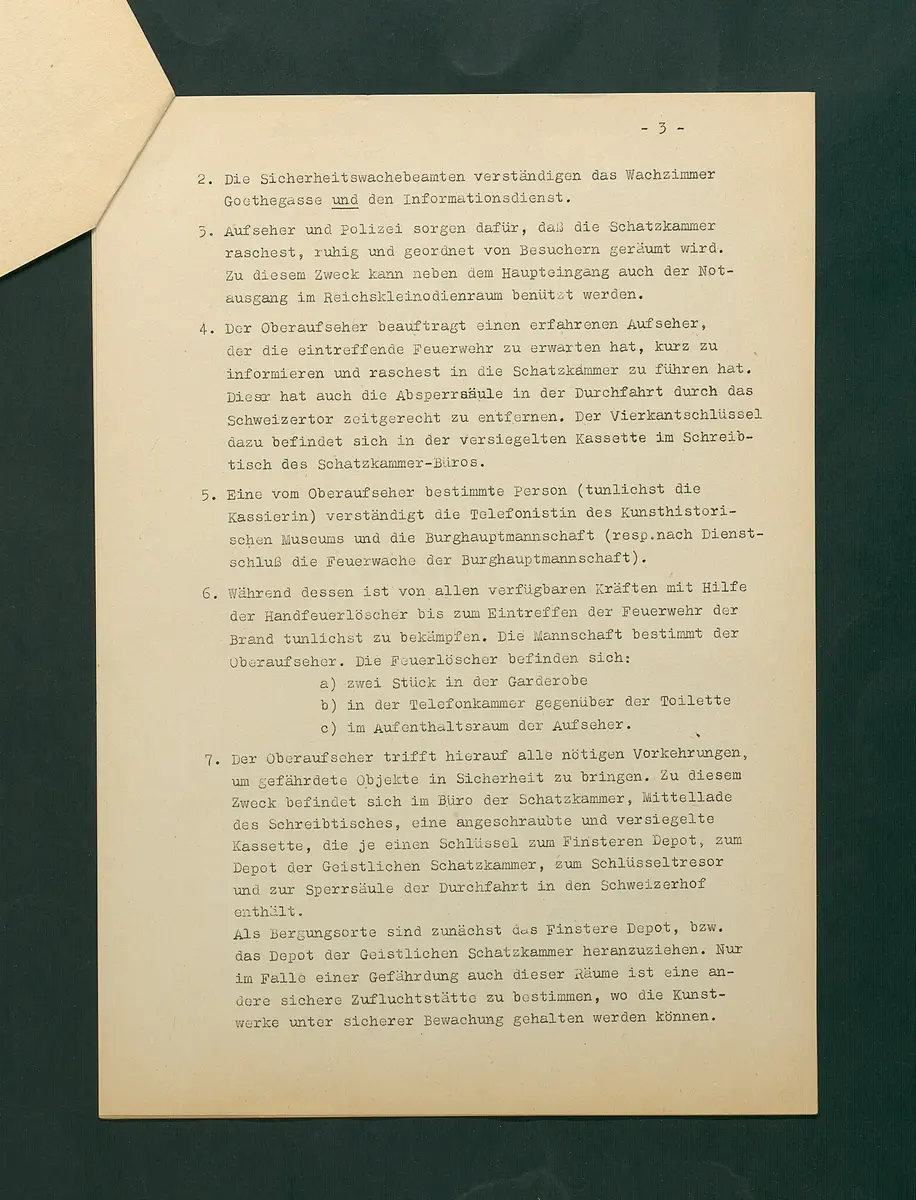 - 3 -
2. Die Sicherheitswachebeamten verständigen das Wachzimmer
Goethegasse und den Informationsdienst.
3. Aufseher und Polizei sorgen dafür, daß die Schatzkammer
raschest, ruhig und geordnet von Besuchern geräumt wird.
Zu diesem Zweck kann neben dem Haupteingang auch der Not-
ausgang im Reichskleinodienraum benützt werden.
4. Der Oberaufseher beauftragt einen erfahrenen Aufseher,
der die eintreffende Feuerwehr zu erwarten hat, kurz zu
informieren und raschest in die Schatzkammer zu führen hat.
Dieser hat auch die Absperrsäule in der Durchfahrt durch das
Schweizertor zeitgerecht zu entfernen. Der Vierkantschlüssel
dazu befindet sich in der versiegelten Kassette im Schreib-
tisch des Schatzkammer-Büros.
5. Eine vom Oberaufseher bestimmte Person (tunlichst die
Kassierin) verständigt die Telefonistin des Kunsthistori-
schen Museums und die Burghauptmannschaft (resp.nach Dienst-
schluß die Feuerwache der Burghauptmannschaft).
6. Während dessen ist von allen verfügbaren Kräften mit Hilfe
der Handfeuerlöscher bis zum Eintreffen der Feuerwehr der
Brand tunlichst zu bekämpfen. Die Mannschaft bestimmt der
Oberaufseher. Die Feuerlöscher befinden sich:
a) zwei Stück in der Garderobe
b) in der Telefonkammer gegenüber der Toilette
c) im Aufenthaltsraum der Aufseher.
7. Der Oberaufseher trifft hierauf alle nötigen Vorkehrungen,
um gefährdete Objekte in Sicherheit zu bringen. Zu diesem
Zweck befindet sich im Büro der Schatzkammer, Mittellade
des Schreibtisches, eine angeschraubte und versiegelte
Kassette, die je einen Schlüssel zum Finsteren Depot, zum
Depot der Geistlichen Schatzkammer, zum Schlüsseltresor
und zur Sperrsäule der Durchfahrt in den Schweizerhof
enthält.
Als Bergungsorte sind zunächst das Finstere Depot, bzw.
das Depot der Geistlichen Schatzkammer heranzuziehen. Nur
im Falle einer Gefährdung auch dieser Räume ist eine an-
dere sichere Zufluchtstätte zu bestimmen, wo die Kunst-
werke unter sicherer Bewachung gehalten werden können.